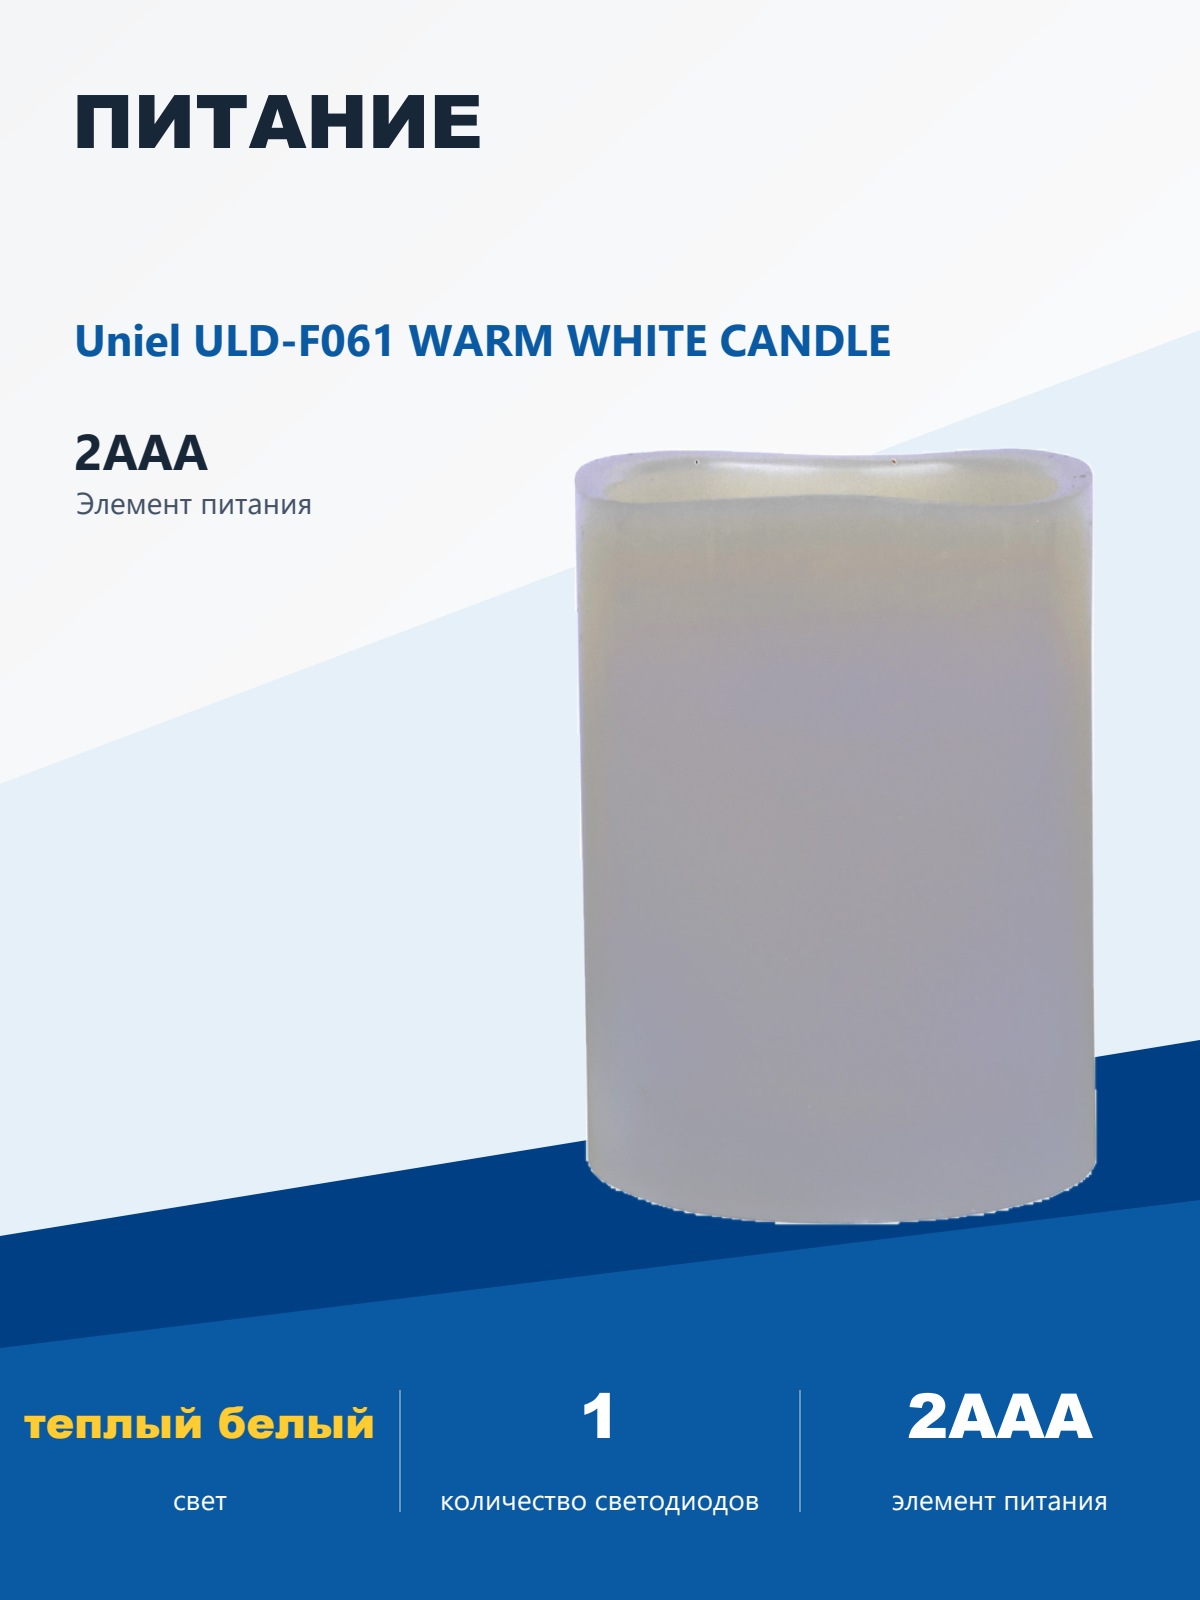 ПИТАНИЕ
Uniel ULD-F061 WARM WHITE CANDLE
2AAA
Элемент питания
теплый белый
1
2AAA
свет
количество светодиодов
элемент питания